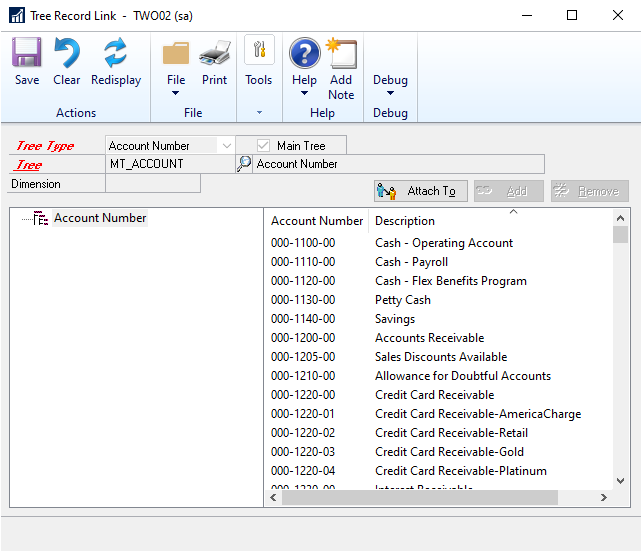 Tree Record Link  -  TWO02 (sa)
Save Clear Redisplay File Print Tools Help Add Note Debug
Actions File Help Debug
Tree Type Account Number Main Tree
Tree MT_ACCOUNT Account Number
Dimension
Attach To Add Remove
Account Number
Account Number Description
000-1100-00 Cash - Operating Account
000-1110-00 Cash - Payroll
000-1120-00 Cash - Flex Benefits Program
000-1130-00 Petty Cash
000-1140-00 Savings
000-1200-00 Accounts Receivable
000-1205-00 Sales Discounts Available
000-1210-00 Allowance for Doubtful Accounts
000-1220-00 Credit Card Receivable
000-1220-01 Credit Card Receivable-AmericaCharge
000-1220-02 Credit Card Receivable-Retail
000-1220-03 Credit Card Receivable-Gold
000-1220-04 Credit Card Receivable-Platinum
000-1230-00 Interest Receivable